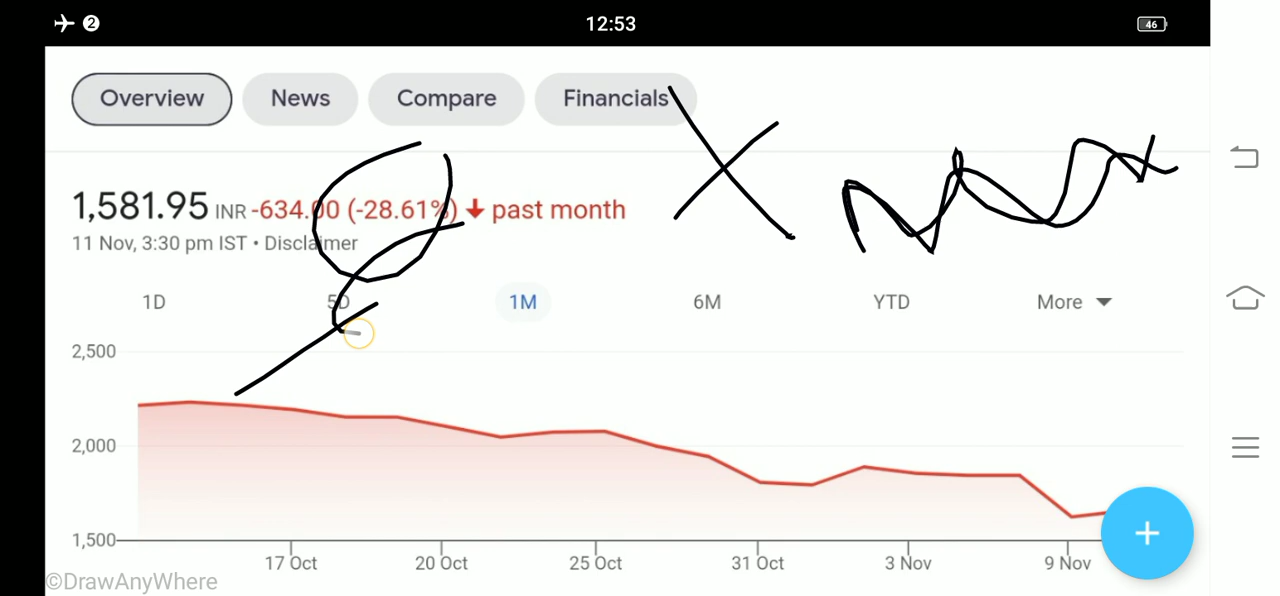 12:53
2
46
Overview News Compare Financials
1,581.95 INR -634.00 (-28.61%) ↓ past month
11 Nov, 3:30 pm IST • Disclaimer
1D 5D 1M 6M YTD More
2,500
2,000
1,500
17 Oct 20 Oct 25 Oct 31 Oct 3 Nov 9 Nov
+
©DrawAnyWhere